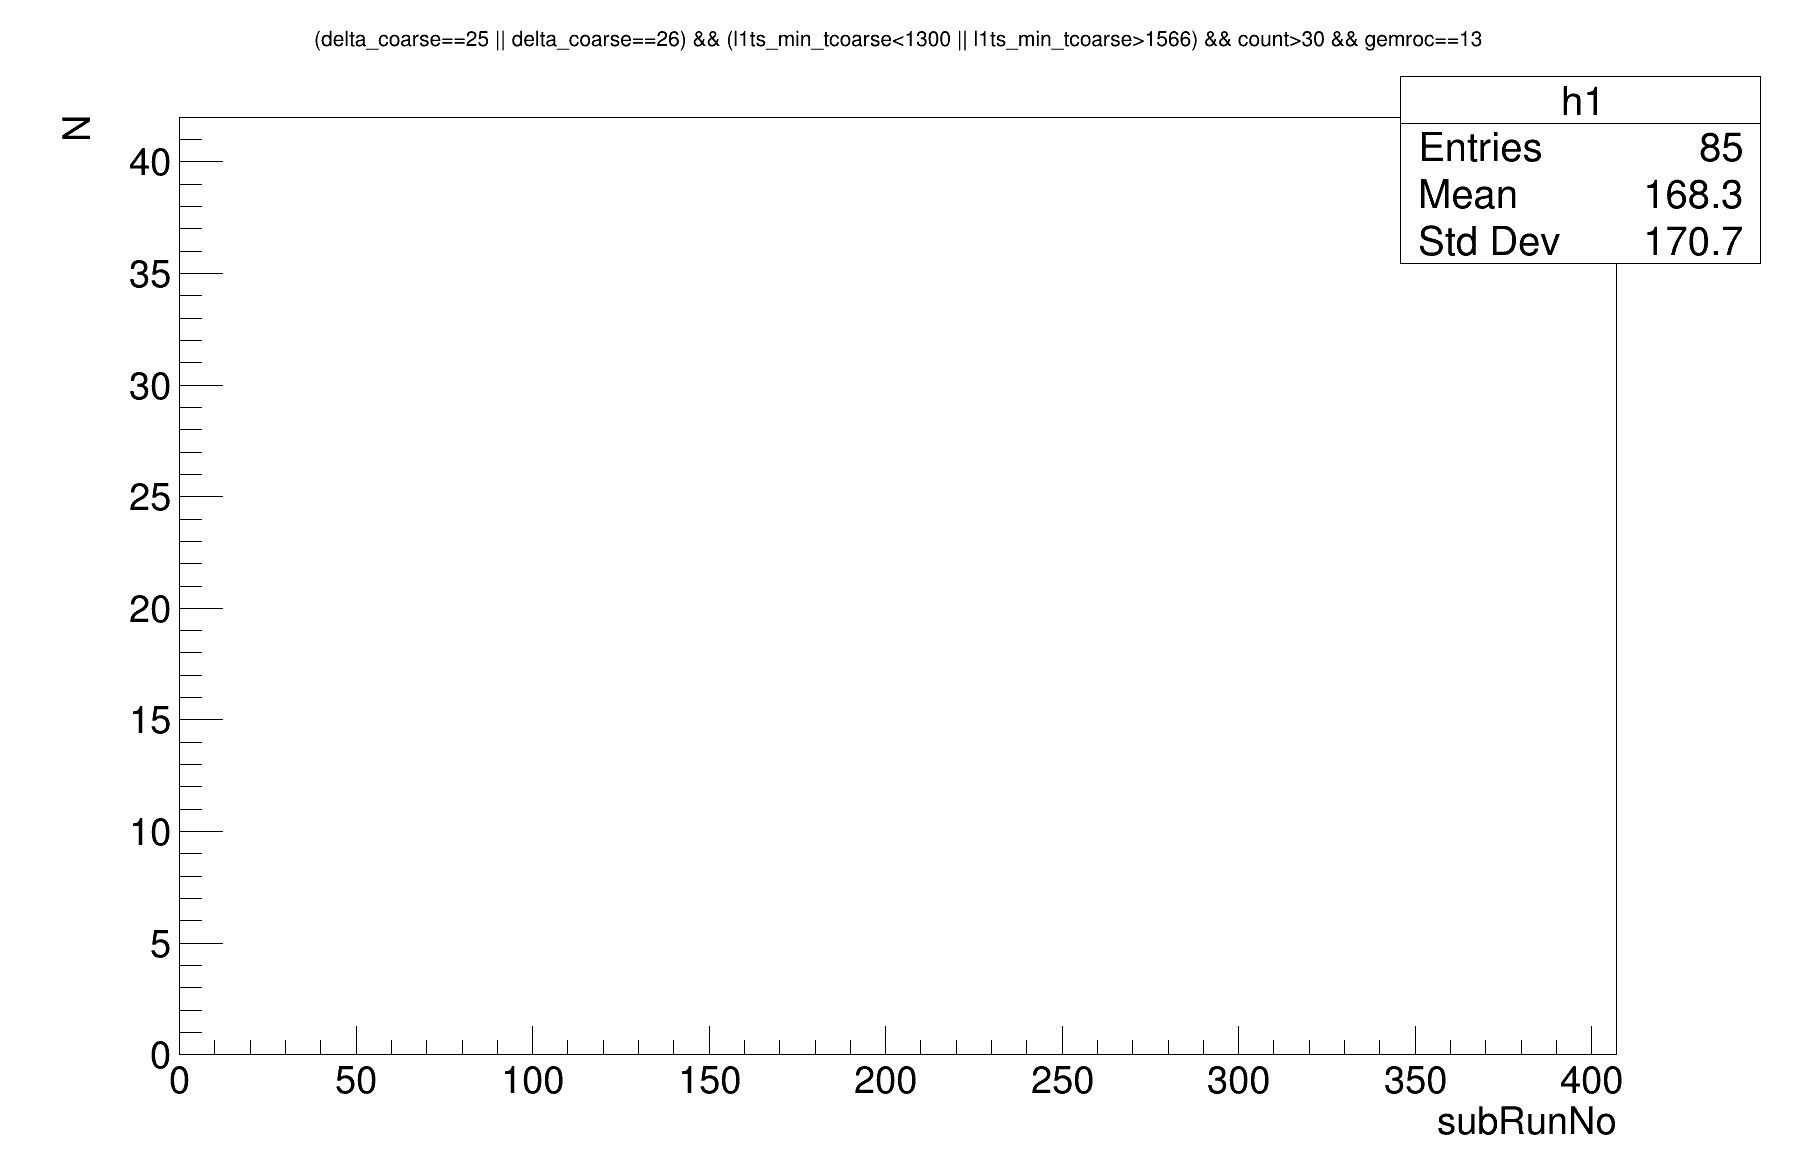 (delta_coarse==25 || delta_coarse==26) && (l1ts_min_tcoarse<1300 || l1ts_min_tcoarse>1566) && count>30 && gemroc==13
h1
Entries 85
Mean 168.3
Std Dev 170.7
N
40
35
30
25
20
15
10
5
0
0 50 100 150 200 250 300 350 400
subRunNo